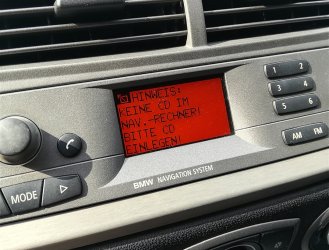 HINWEIS:
KEINE CD IM
NAV.-RECHNER!
BITTE CD
EINLEGEN!
1 2
3 4
5 6
AM FM
MODE
BMW NAVIGATION SYSTEM